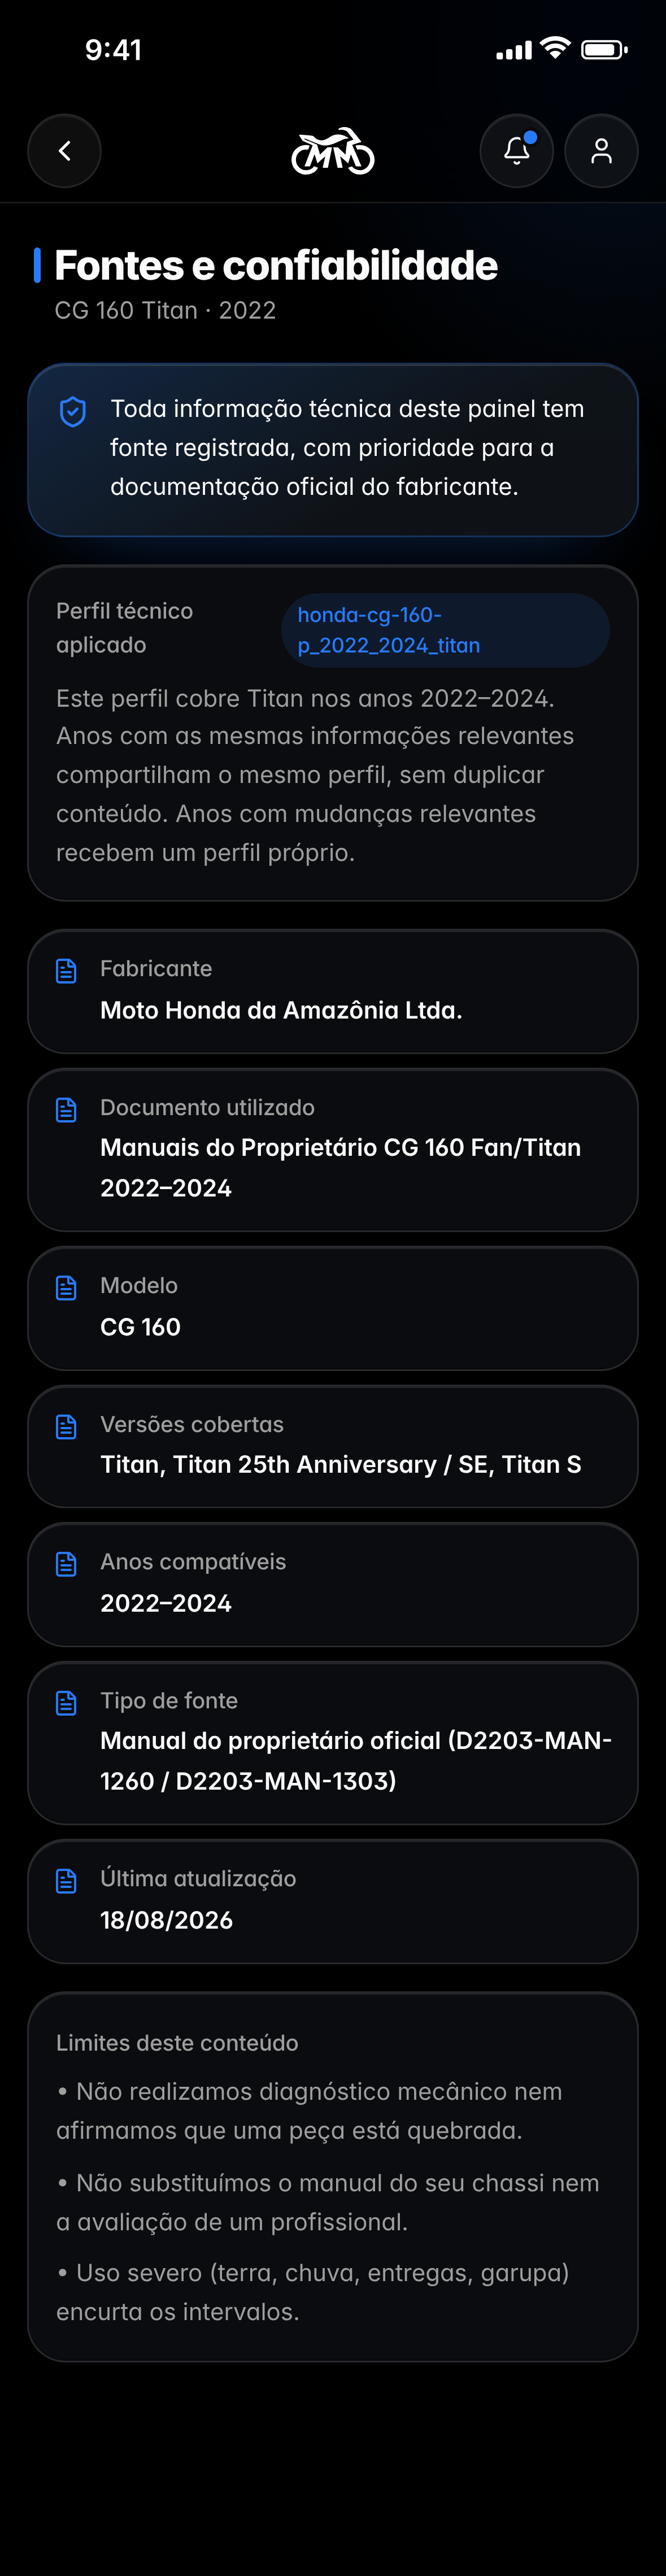 9:41
MM
Fontes e confiabilidade
CG 160 Titan · 2022
Toda informação técnica deste painel tem
fonte registrada, com prioridade para a
documentação oficial do fabricante.
Perfil técnico
aplicado
honda-cg-160-
p_2022_2024_titan
Este perfil cobre Titan nos anos 2022–2024.
Anos com as mesmas informações relevantes
compartilham o mesmo perfil, sem duplicar
conteúdo. Anos com mudanças relevantes
recebem um perfil próprio.
Fabricante
Moto Honda da Amazônia Ltda.
Documento utilizado
Manuais do Proprietário CG 160 Fan/Titan
2022–2024
Modelo
CG 160
Versões cobertas
Titan, Titan 25th Anniversary / SE, Titan S
Anos compatíveis
2022–2024
Tipo de fonte
Manual do proprietário oficial (D2203-MAN-
1260 / D2203-MAN-1303)
Última atualização
18/08/2026
Limites deste conteúdo
• Não realizamos diagnóstico mecânico nem
afirmamos que uma peça está quebrada.
• Não substituímos o manual do seu chassi nem
a avaliação de um profissional.
• Uso severo (terra, chuva, entregas, garupa)
encurta os intervalos.